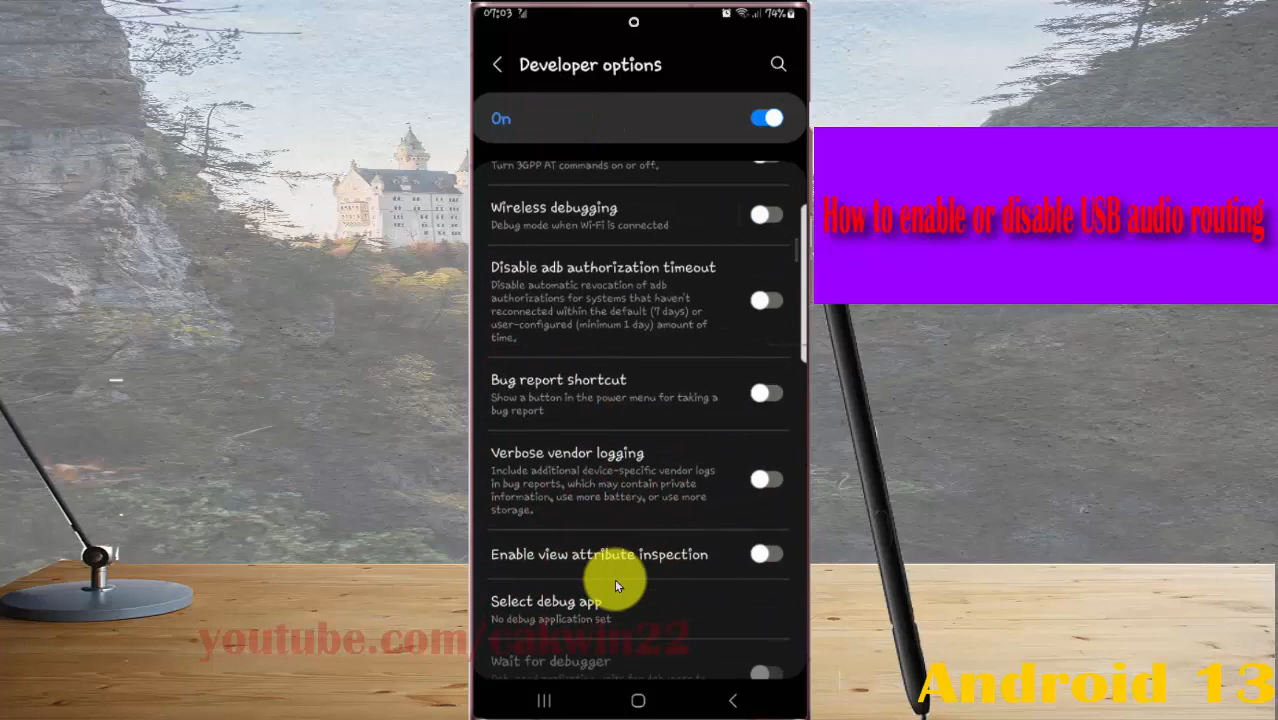 07:03
74%
Developer options
On
Turn 3GPP AT commands on or off.
Wireless debugging
Debug mode when Wi-Fi is connected
Disable adb authorization timeout
Disable automatic revocation of adb
authorizations for systems that haven't
reconnected within the default (7 days) or
user-configured (minimum 1 day) amount of
time.
Bug report shortcut
Show a button in the power menu for taking a
bug report
Verbose vendor logging
Include additional device-specific vendor logs
in bug reports, which may contain private
information, use more battery, or use more
storage.
Enable view attribute inspection
Select debug app
No debug application set
Wait for debugger
How to enable or disable USB audio routing
youtube.com/cakwin22
Android 13